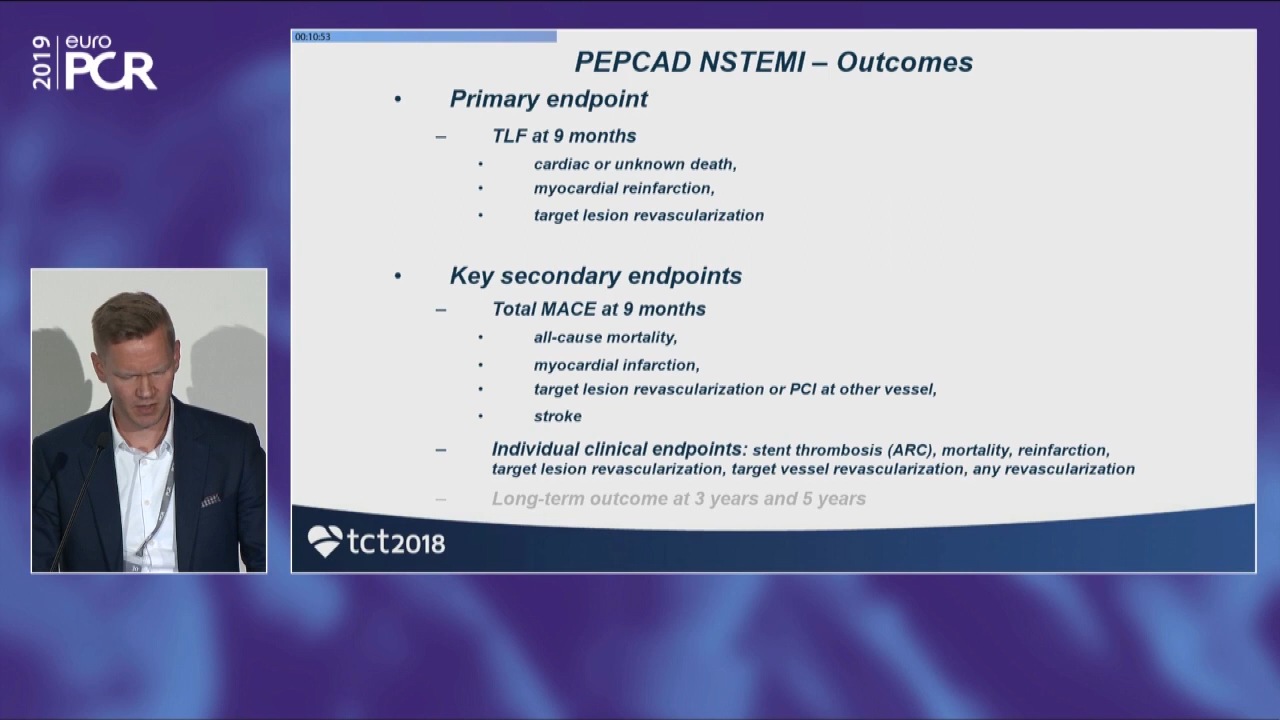 2019
euro
PCR
00:10:53
PEPCAD NSTEMI – Outcomes
• Primary endpoint
– TLF at 9 months
• cardiac or unknown death,
• myocardial reinfarction,
• target lesion revascularization
• Key secondary endpoints
– Total MACE at 9 months
• all-cause mortality,
• myocardial infarction,
• target lesion revascularization or PCI at other vessel,
• stroke
– Individual clinical endpoints: stent thrombosis (ARC), mortality, reinfarction,
target lesion revascularization, target vessel revascularization, any revascularization
– Long-term outcome at 3 years and 5 years
tct2018